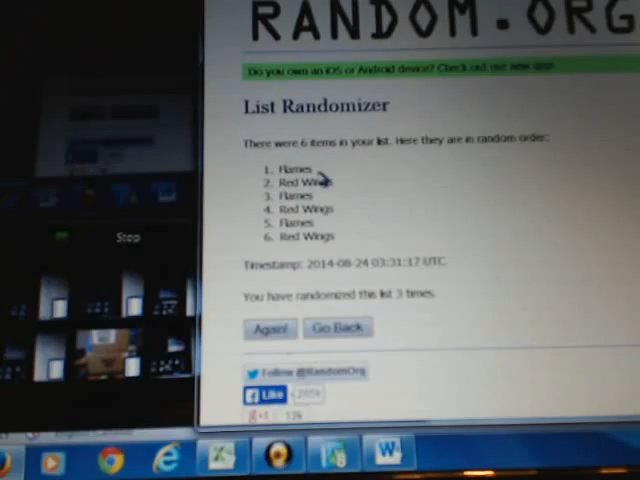 RANDOM.ORG
Do you own an iOS or Android device? Check out our new app
List Randomizer
There were 6 items in your list. Here they are in random order:
1. Flames
2. Red Wings
3. Flames
4. Red Wings
5. Flames
6. Red Wings
Timestamp: 2014-08-24 03:31:17 UTC
You have randomized this list 3 times.
Again! Go Back
Follow @RandomOrg
Like
g+1 12k
Stop